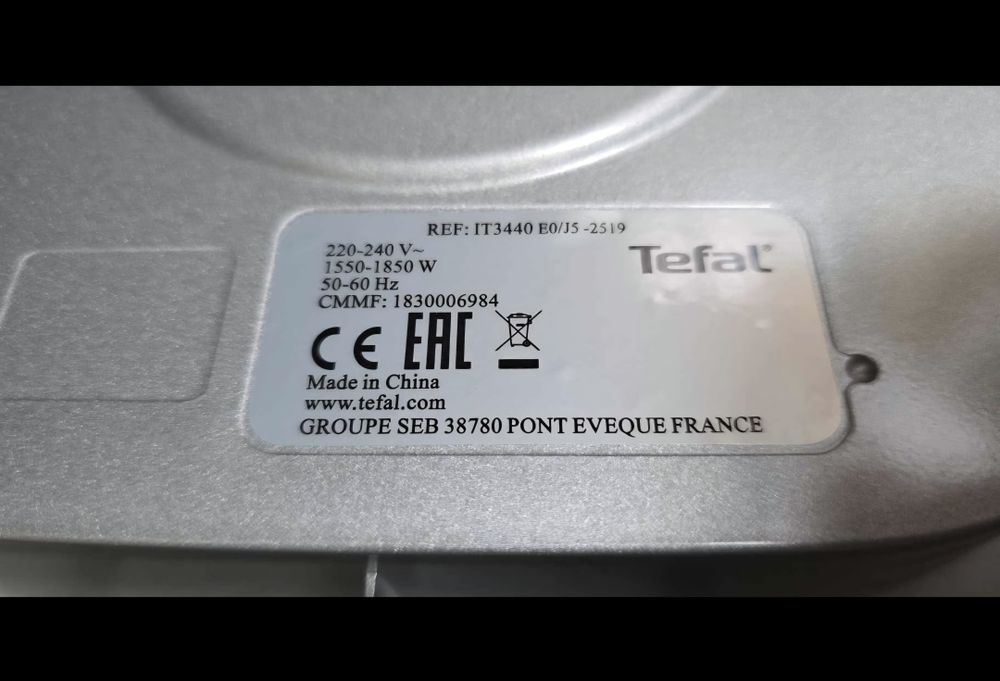 REF: IT3440 E0/J5 -2519
220-240 V~
1550-1850 W
50-60 Hz
CMMF: 1830006984
Tefal®
CE EAC
Made in China
www.tefal.com
GROUPE SEB 38780 PONT EVEQUE FRANCE